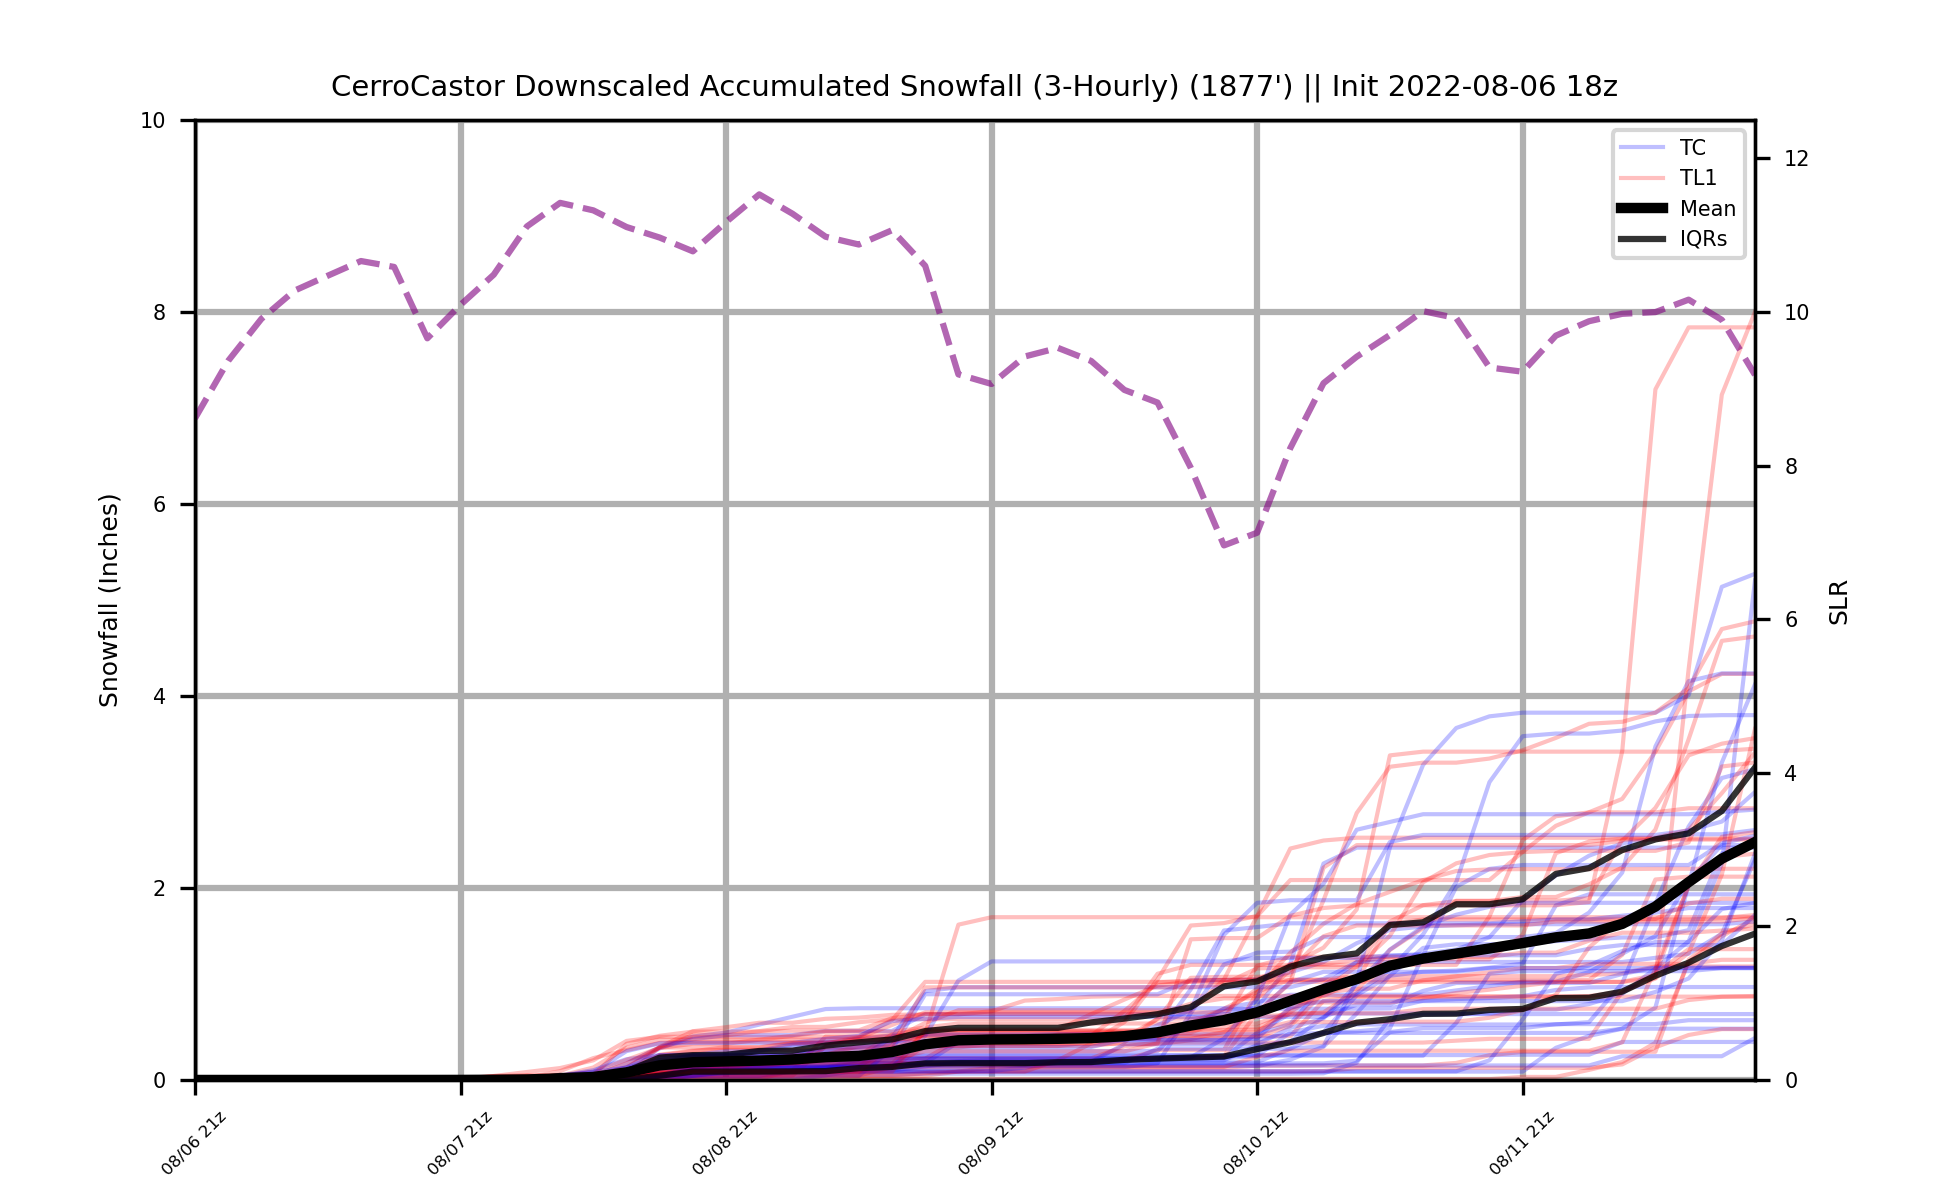 CerroCastor Downscaled Accumulated Snowfall (3-Hourly) (1877') || Init 2022-08-06 18z
TC
TL1
Mean
IQRs
10
8
6
4
2
0
Snowfall (Inches)
12
10
8
6
4
2
0
SLR
08/06 21z
08/07 21z
08/08 21z
08/09 21z
08/10 21z
08/11 21z